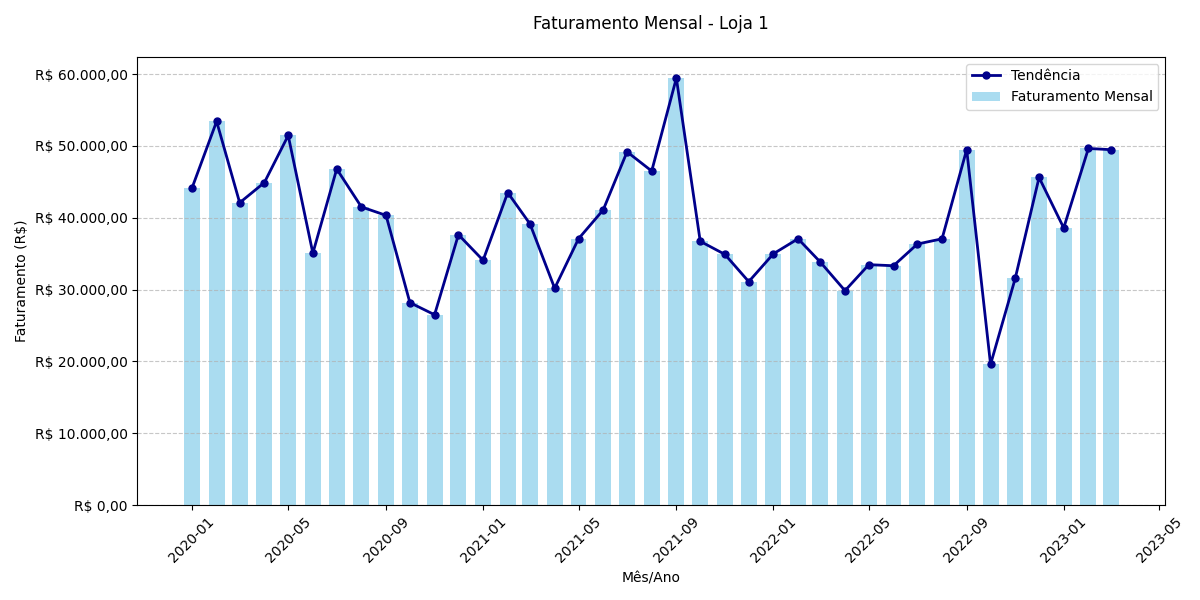 Faturamento Mensal - Loja 1
Tendência
Faturamento Mensal
R$ 60.000,00
R$ 50.000,00
R$ 40.000,00
R$ 30.000,00
R$ 20.000,00
R$ 10.000,00
R$ 0,00
Faturamento (R$)
2020-01
2020-05
2020-09
2021-01
2021-05
2021-09
2022-01
2022-05
2022-09
2023-01
2023-05
Mês/Ano